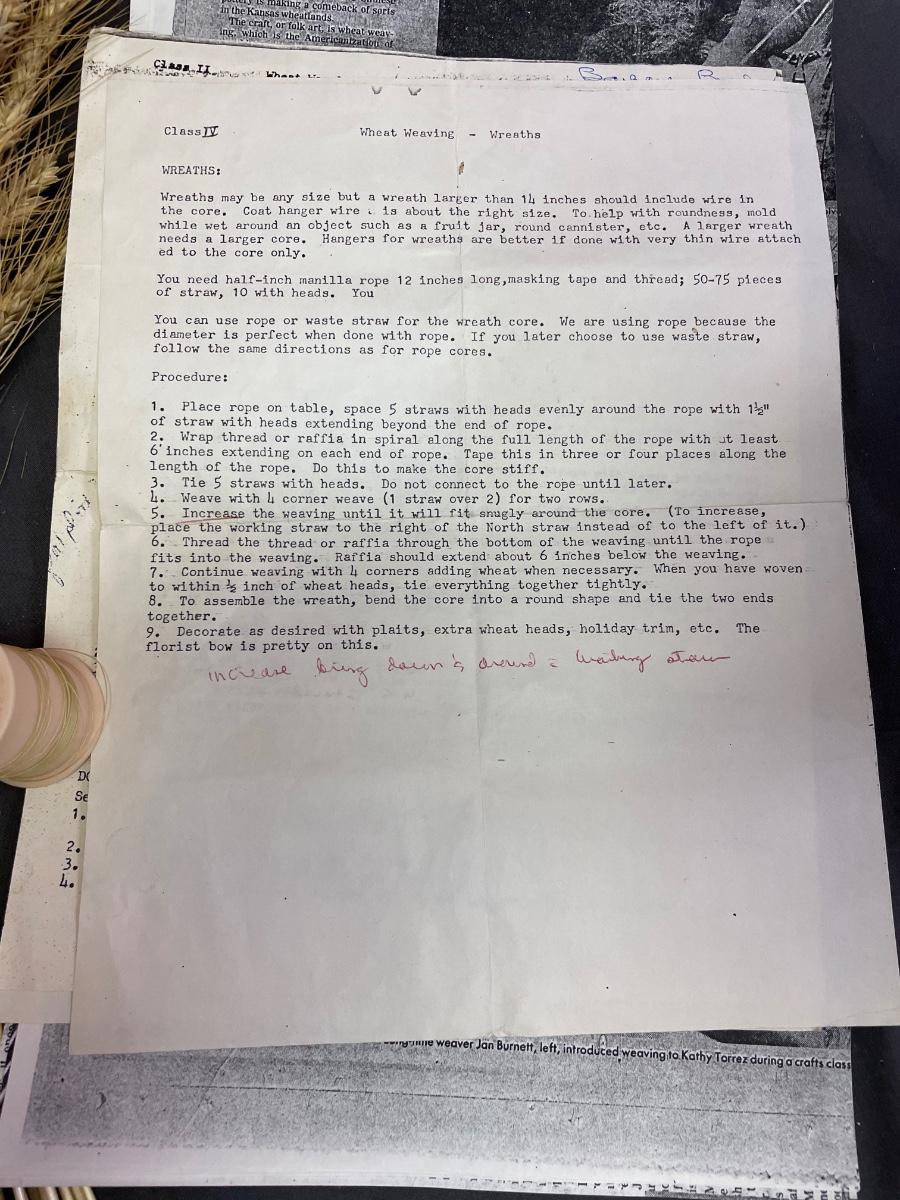 pottery is making a comeback of sorts
in the Kansas wheatlands.
The craft, or folk art, is wheat weav-
ing, which is the Americanization of
Class II
Class IV Wheat Weaving - Wreaths
WREATHS:
Wreaths may be any size but a wreath larger than 14 inches should include wire in
the core. Coat hanger wire is about the right size. To help with roundness, mold
while wet around an object such as a fruit jar, round cannister, etc. A larger wreath
needs a larger core. Hangers for wreaths are better if done with very thin wire attach
ed to the core only.
You need half-inch manilla rope 12 inches long,masking tape and thread; 50-75 pieces
of straw, 10 with heads. You
You can use rope or waste straw for the wreath core. We are using rope because the
diameter is perfect when done with rope. If you later choose to use waste straw,
follow the same directions as for rope cores.
Procedure:
1. Place rope on table, space 5 straws with heads evenly around the rope with 1½"
of straw with heads extending beyond the end of rope.
2. Wrap thread or raffia in spiral along the full length of the rope with at least
6 inches extending on each end of rope. Tape this in three or four places along the
length of the rope. Do this to make the core stiff.
3. Tie 5 straws with heads. Do not connect to the rope until later.
4. Weave with 4 corner weave (1 straw over 2) for two rows.
5. Increase the weaving until it will fit snugly around the core. (To increase,
place the working straw to the right of the North straw instead of to the left of it.)
6. Thread the thread or raffia through the bottom of the weaving until the rope
fits into the weaving. Raffia should extend about 6 inches below the weaving.
7. Continue weaving with 4 corners adding wheat when necessary. When you have woven
to within ½ inch of wheat heads, tie everything together tightly.
8. To assemble the wreath, bend the core into a round shape and tie the two ends
together.
9. Decorate as desired with plaits, extra wheat heads, holiday trim, etc. The
florist bow is pretty on this.
increase bring down & around = working straw
Se
1.
2.
3.
4.
weaver Jan Burnett, left, introduced weaving to Kathy Torrez during a crafts class